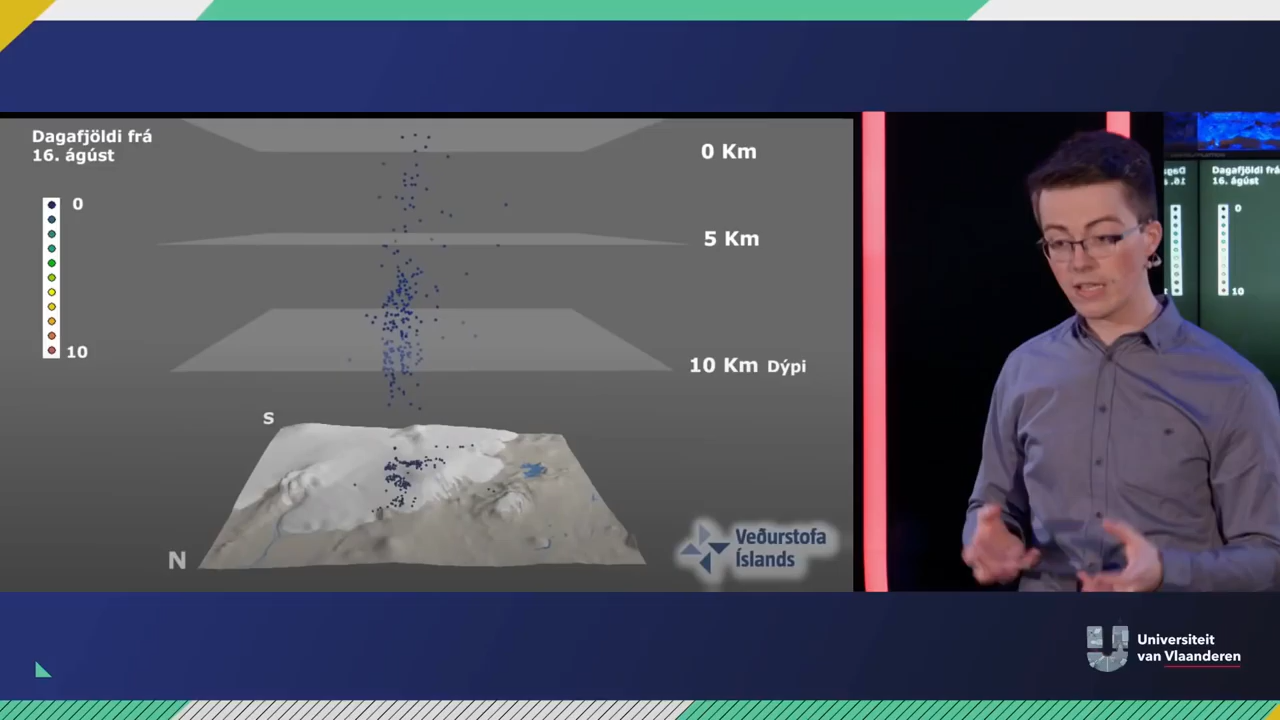 Dagafjöldi frá
16. ágúst
0
10
0 Km
5 Km
10 Km Dýpi
S
N
Veðurstofa
Íslands
Dagafjöldi frá
16. ágúst
0
10
Universiteit
van Vlaanderen